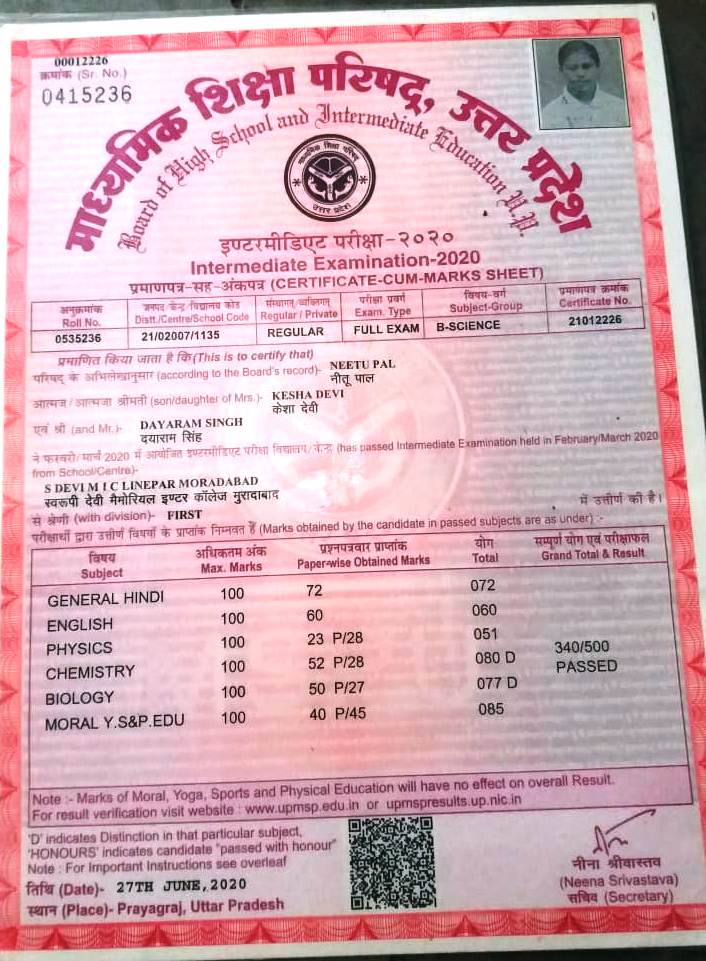 00012226
क्रमांक (Sr. No.)
0415236
माध्यमिक शिक्षा परिषद्, उत्तर प्रदेश
Board of High School and Intermediate Education U.P.
माध्यमिक शिक्षा परिषद्
उत्तर प्रदेश
इण्टरमीडिएट परीक्षा-२०२०
Intermediate Examination-2020
प्रमाणपत्र-सह-अंकपत्र (CERTIFICATE-CUM-MARKS SHEET)
अनुक्रमांक जनपद/केन्द्र/विद्यालय कोड संस्थागत/व्यक्तिगत परीक्षा प्रवर्ग विषय-वर्ग प्रमाणपत्र क्रमांक
Roll No. Distt./Centre/School Code Regular / Private Exam. Type Subject-Group Certificate No.
0535236 21/02007/1135 REGULAR FULL EXAM B-SCIENCE 21012226
प्रमाणित किया जाता है कि(This is to certify that)
परिषद के अभिलेखानुसार (according to the Board's record)- NEETU PAL
नीतू पाल
आत्मज/आत्मजा श्रीमती (son/daughter of Mrs.)- KESHA DEVI
केशा देवी
एवं श्री (and Mr.)- DAYARAM SINGH
दयाराम सिंह
ने फरवरी/मार्च 2020 में आयोजित इण्टरमीडिएट परीक्षा विद्यालय/केन्द्र (has passed Intermediate Examination held in February/March 2020
from School/Centre)-
S DEVI M I C LINEPAR MORADABAD
स्वरूपी देवी मैमोरियल इण्टर कॉलेज मुरादाबाद में उत्तीर्ण की है।
से श्रेणी (with division)- FIRST
परीक्षार्थी द्वारा उत्तीर्ण विषयों के प्राप्तांक निम्नवत हैं (Marks obtained by the candidate in passed subjects are as under) :-
विषय अधिकतम अंक प्रश्नपत्रवार प्राप्तांक योग सम्पूर्ण योग एवं परीक्षाफल
Subject Max. Marks Paper-wise Obtained Marks Total Grand Total & Result
GENERAL HINDI 100 72 072
ENGLISH 100 60 060
PHYSICS 100 23 P/28 051 340/500
CHEMISTRY 100 52 P/28 080 D PASSED
BIOLOGY 100 50 P/27 077 D
MORAL Y.S&P.EDU 100 40 P/45 085
Note :- Marks of Moral, Yoga, Sports and Physical Education will have no effect on overall Result.
For result verification visit website : www.upmsp.edu.in or upmspresults.up.nic.in
'D' indicates Distinction in that particular subject,
'HONOURS' indicates candidate "passed with honour"
Note : For Important Instructions see overleaf
तिथि (Date)- 27TH JUNE,2020
स्थान (Place)- Prayagraj, Uttar Pradesh
नीना श्रीवास्तव
(Neena Srivastava)
सचिव (Secretary)